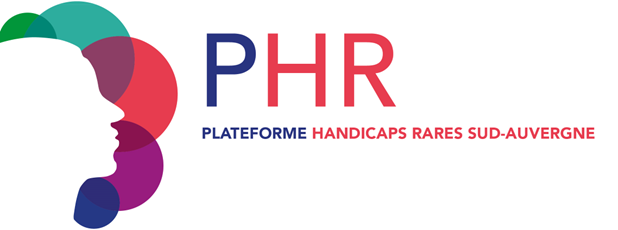 PHR
PLATEFORME HANDICAPS RARES SUD-AUVERGNE